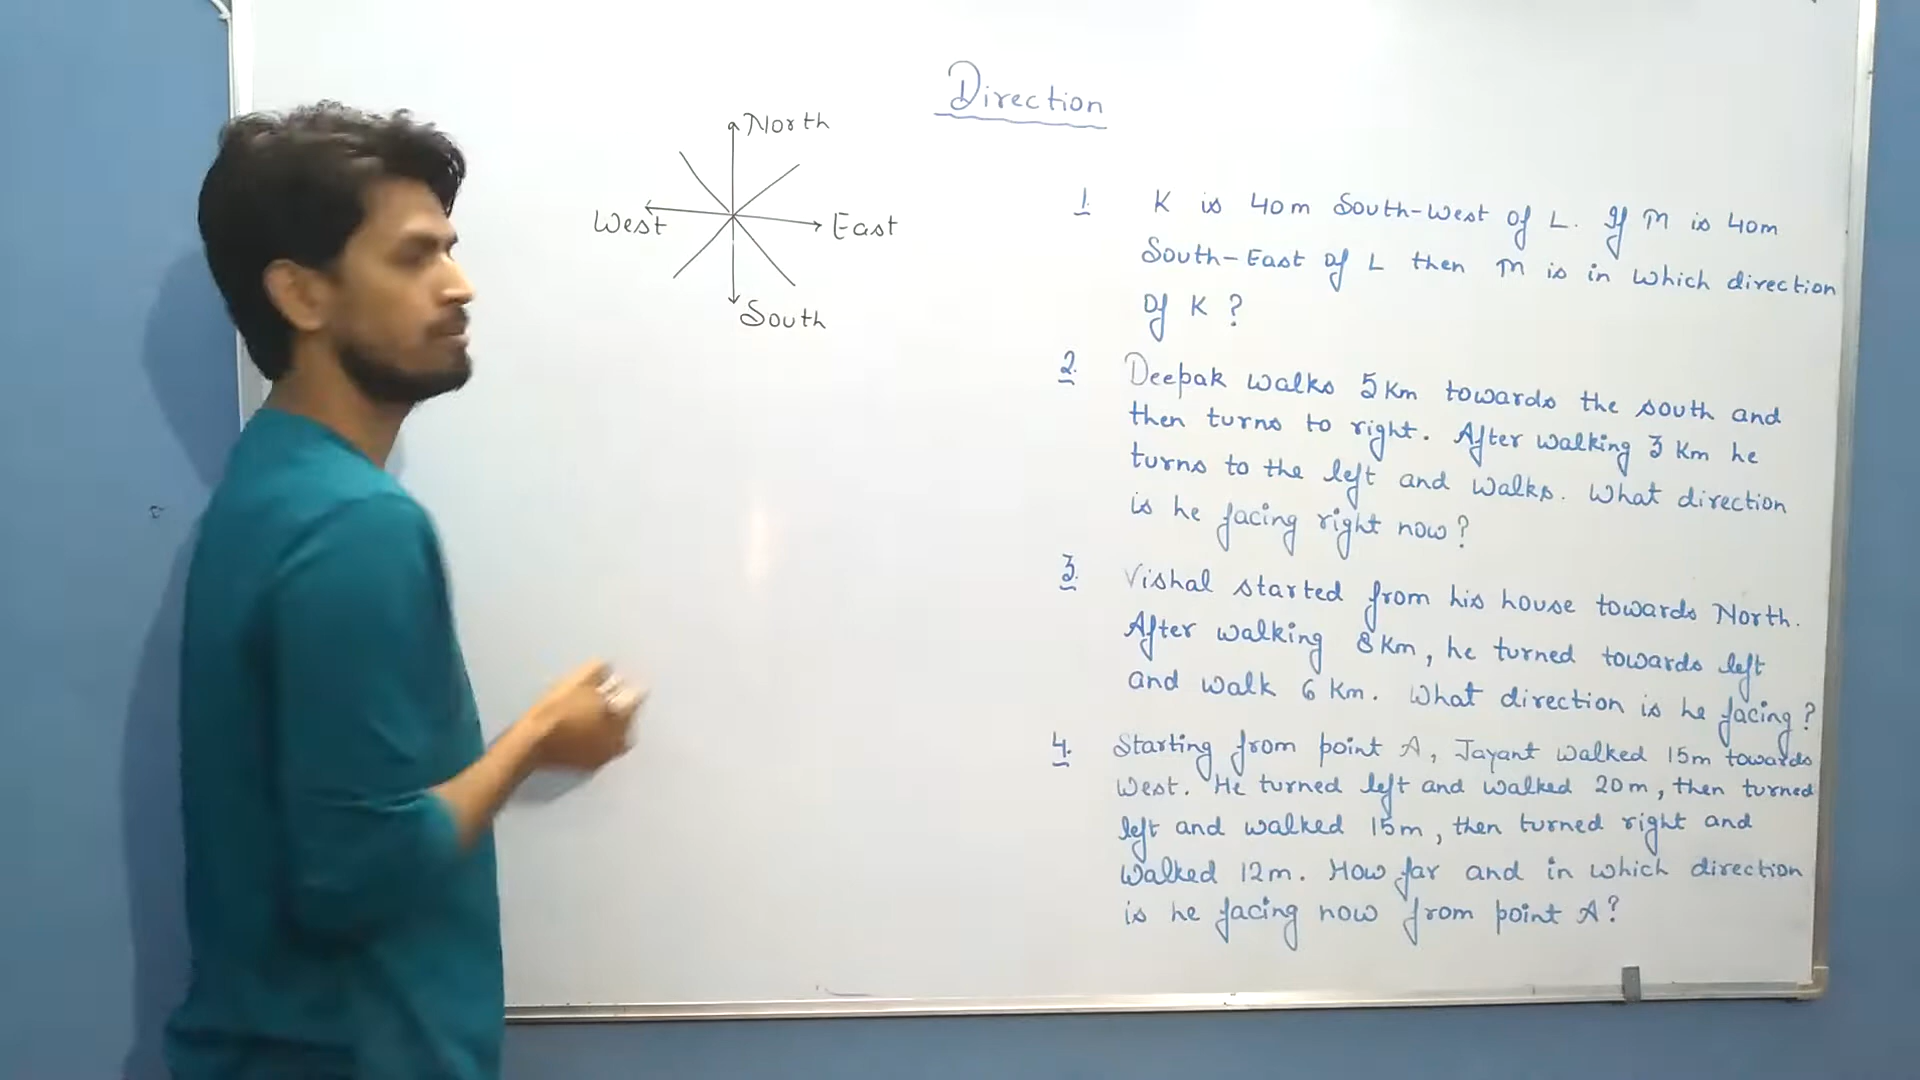 Direction
North
West
East
South
1. K is 40m South-West of L. If M is 40m
South-East of L then M is in which direction
of K ?
2. Deepak walks 5 Km towards the south and
then turns to right. After walking 3 Km he
turns to the left and walks. What direction
is he facing right now?
3. Vishal started from his house towards North.
After walking 8 Km, he turned towards left
and walk 6 Km. What direction is he facing?
4. Starting from point A, Jayant walked 15m towards
West. He turned left and walked 20m, then turned
left and walked 15m, then turned right and
walked 12m. How far and in which direction
is he facing now from point A?